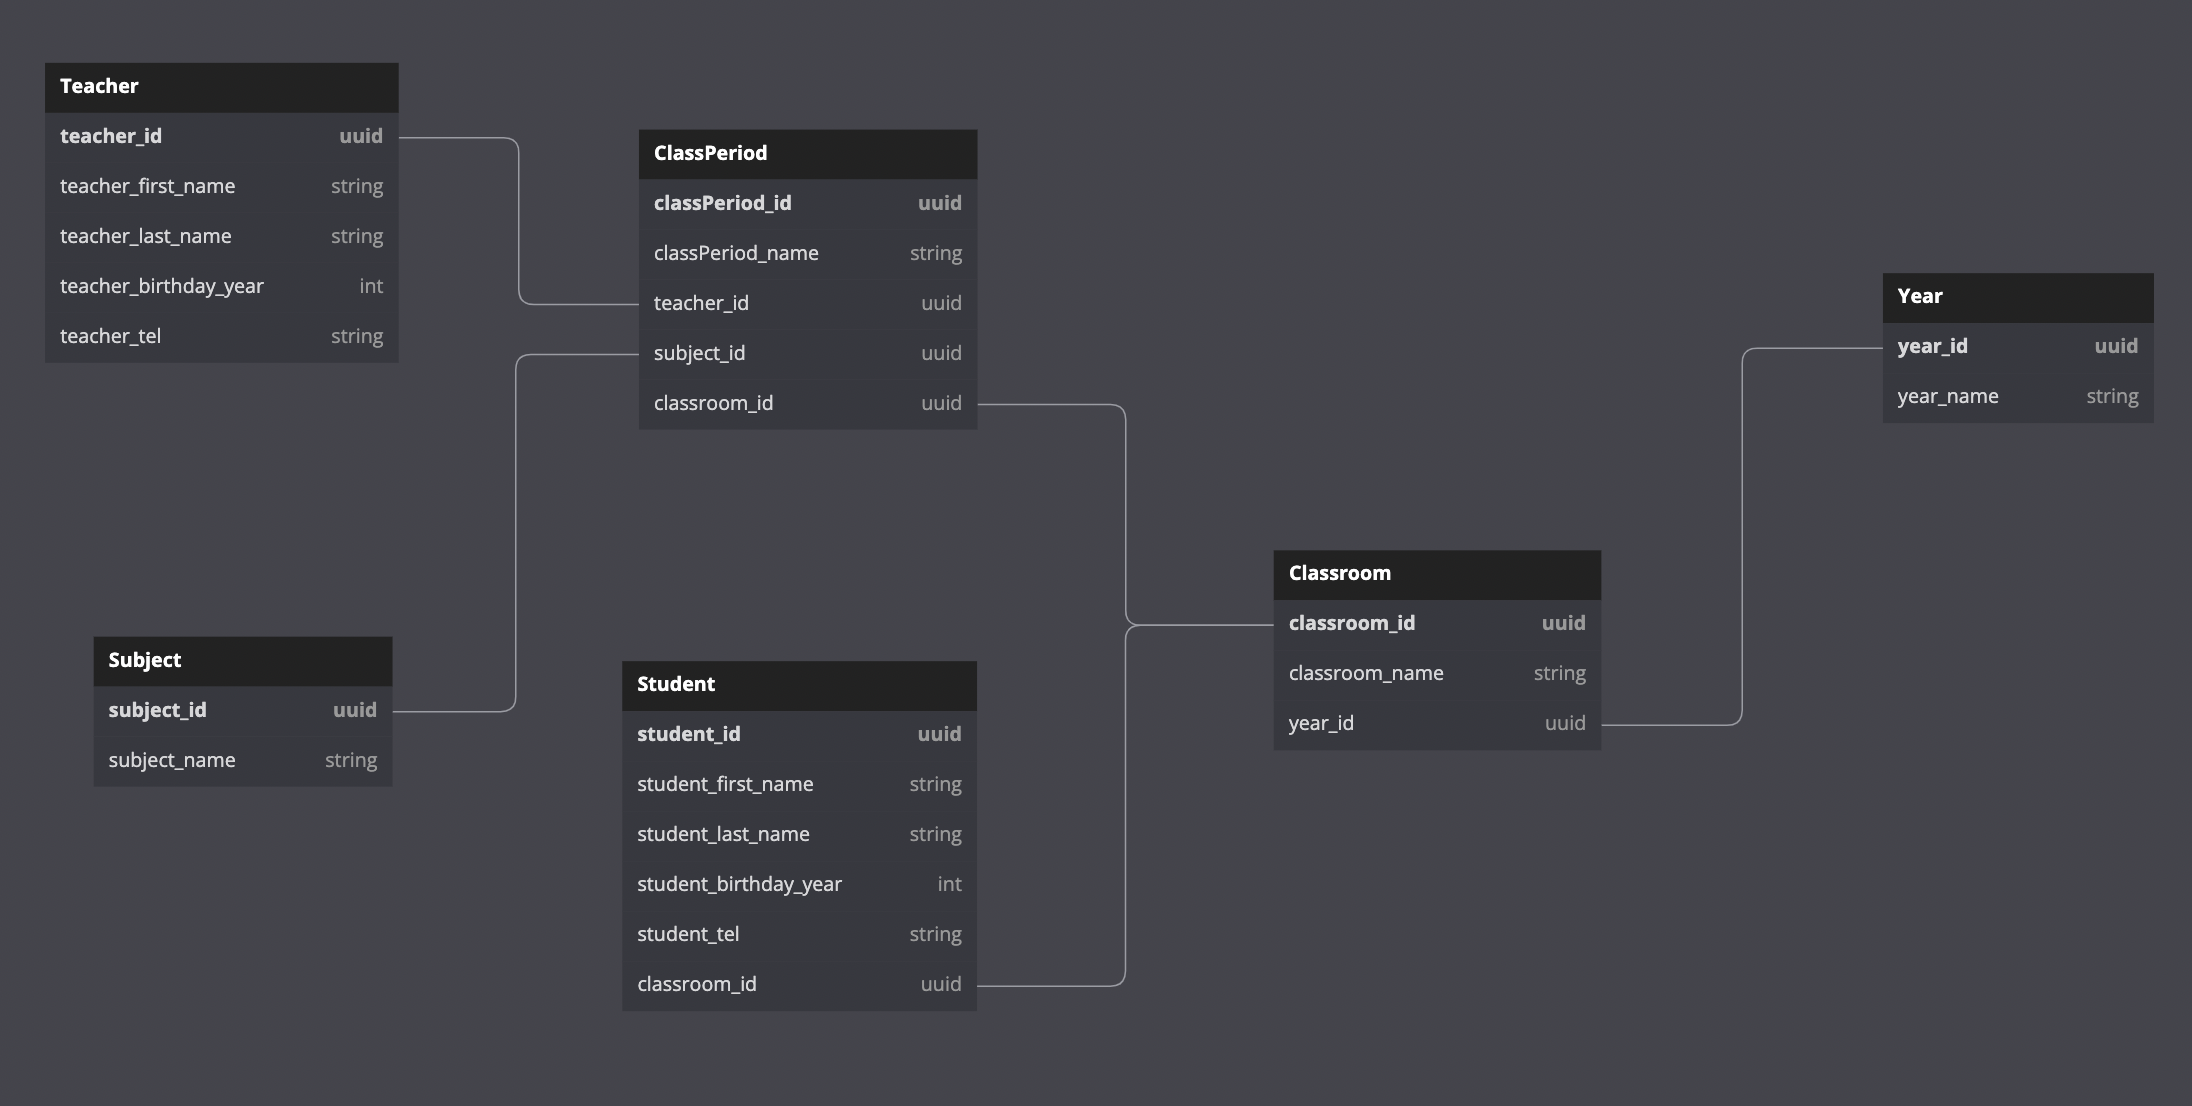 Teacher
teacher_id uuid
teacher_first_name string
teacher_last_name string
teacher_birthday_year int
teacher_tel string
ClassPeriod
classPeriod_id uuid
classPeriod_name string
teacher_id uuid
subject_id uuid
classroom_id uuid
Year
year_id uuid
year_name string
Classroom
classroom_id uuid
classroom_name string
year_id uuid
Subject
subject_id uuid
subject_name string
Student
student_id uuid
student_first_name string
student_last_name string
student_birthday_year int
student_tel string
classroom_id uuid